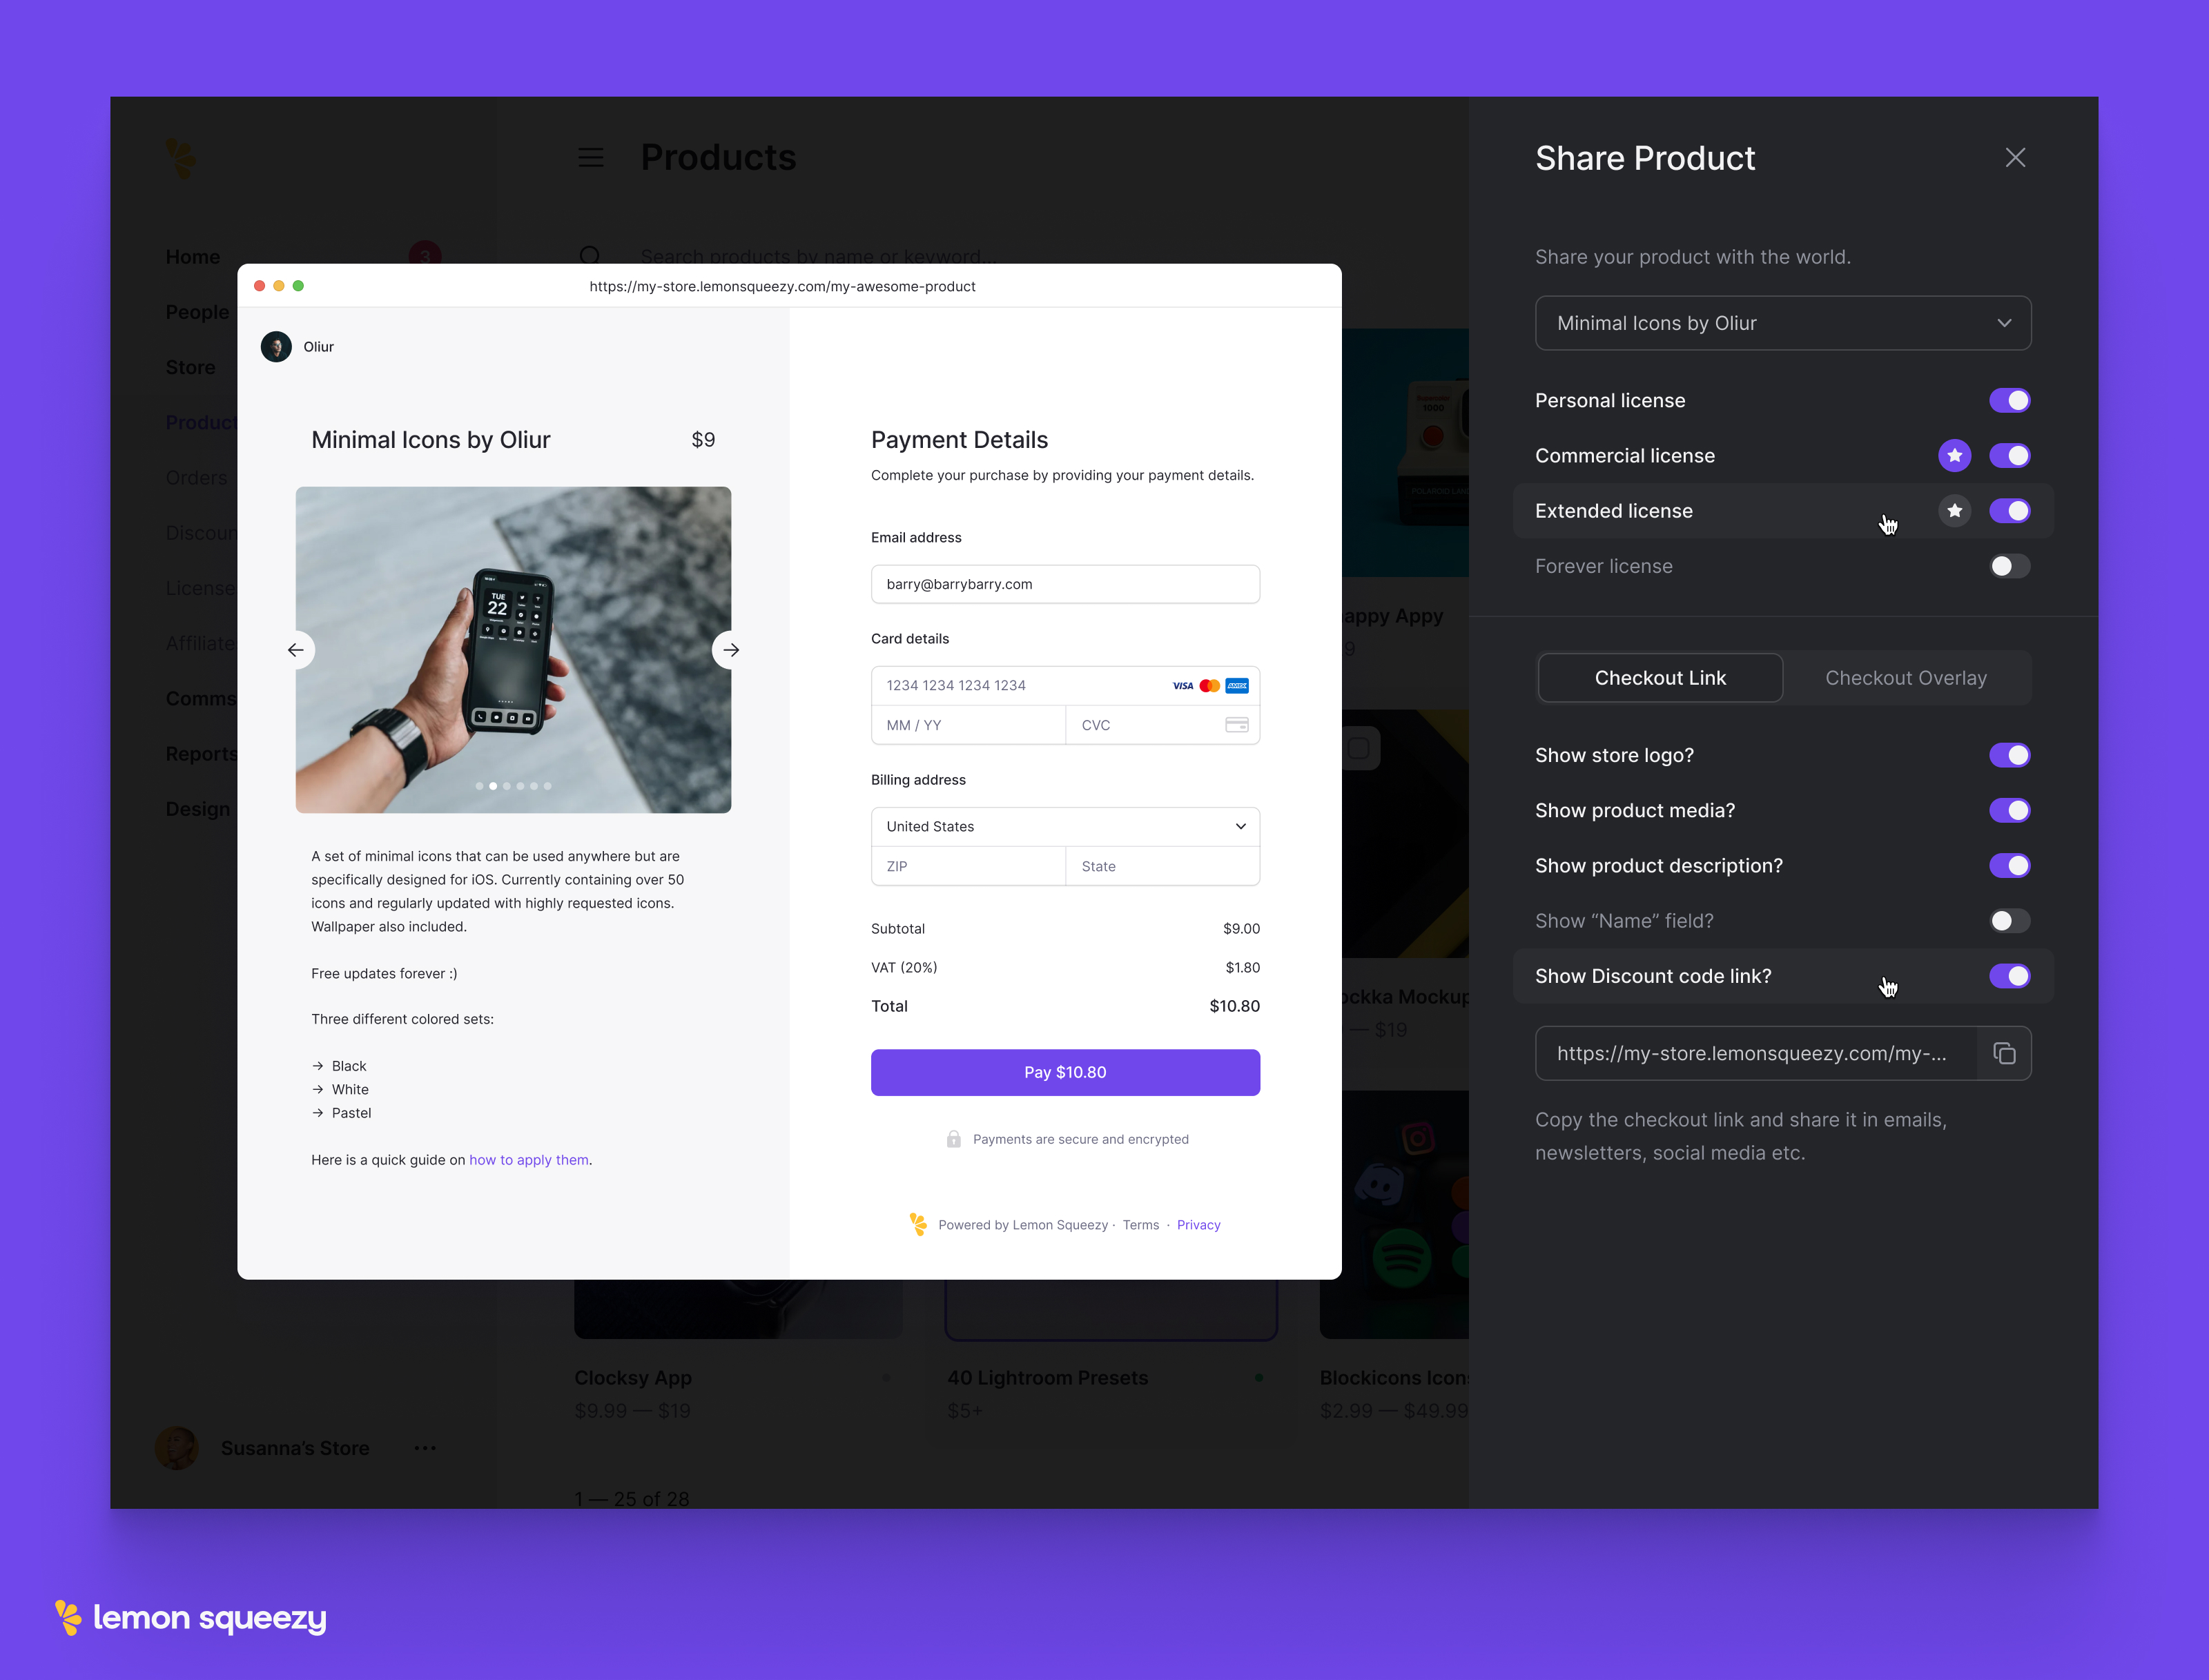 Products
Search products by name or keyword...
Home
3
People
Store
Product
Orders
Discoun
License
Affiliate
Comms
Reports
Design
Susanna's Store
https://my-store.lemonsqueezy.com/my-awesome-product
Oliur
Minimal Icons by Oliur
$9
TUE
22
A set of minimal icons that can be used anywhere but are
specifically designed for iOS. Currently containing over 50
icons and regularly updated with highly requested icons.
Wallpaper also included.
Free updates forever :)
Three different colored sets:
→ Black
→ White
→ Pastel
Here is a quick guide on how to apply them.
Payment Details
Complete your purchase by providing your payment details.
Email address
barry@barrybarry.com
Card details
1234 1234 1234 1234
VISA
AMEX
MM / YY
CVC
Billing address
United States
ZIP
State
Subtotal
$9.00
VAT (20%)
$1.80
Total
$10.80
Pay $10.80
Payments are secure and encrypted
Powered by Lemon Squeezy · Terms · Privacy
1000
appy Appy
9
ockka Mockup
— $19
Clocksy App
$9.99 — $19
40 Lightroom Presets
$5+
Blockicons Icons
$2.99 — $49.99
1 — 25 of 28
Share Product
Share your product with the world.
Minimal Icons by Oliur
Personal license
Commercial license
Extended license
Forever license
Checkout Link
Checkout Overlay
Show store logo?
Show product media?
Show product description?
Show “Name” field?
Show Discount code link?
https://my-store.lemonsqueezy.com/my-...
Copy the checkout link and share it in emails,
newsletters, social media etc.
lemon squeezy